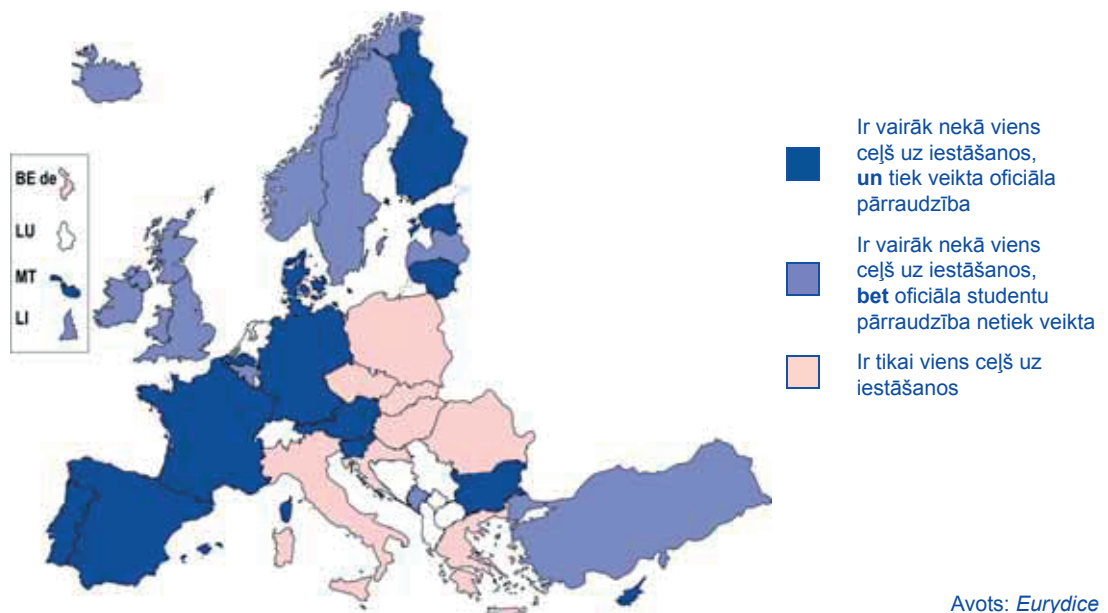 BE de
LU
MT
LI
Ir vairāk nekā viens
ceļš uz iestāšanos,
un tiek veikta oficiāla
pārraudzība
Ir vairāk nekā viens
ceļš uz iestāšanos,
bet oficiāla studentu
pārraudzība netiek veikta
Ir tikai viens ceļš uz
iestāšanos
Avots: Eurydice